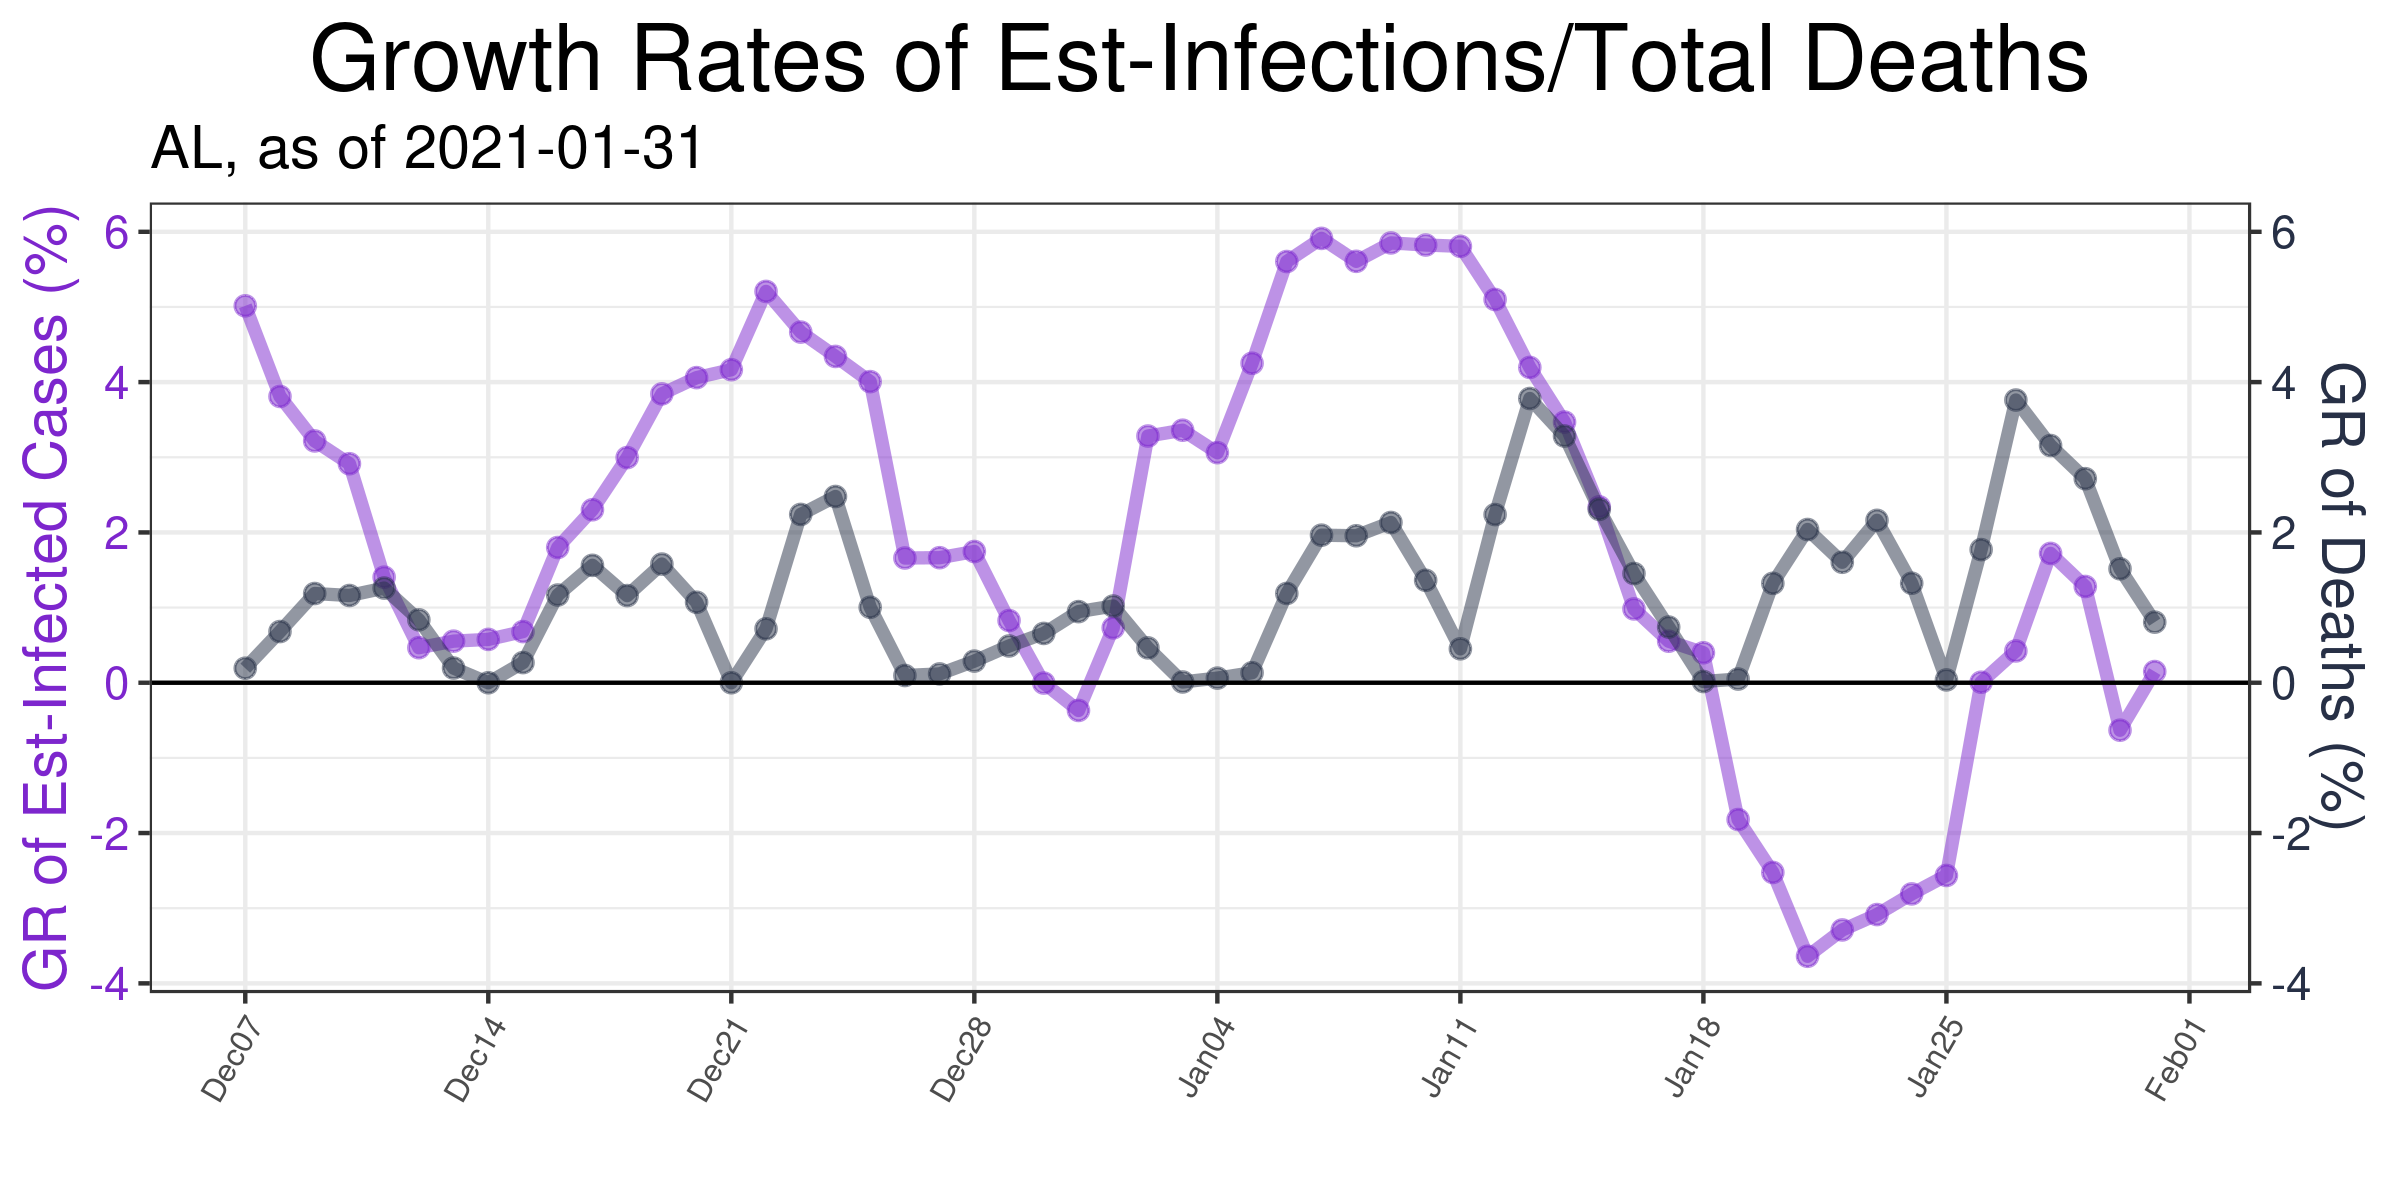 Growth Rates of Est-Infections/Total Deaths
AL, as of 2021-01-31
GR of Est-Infected Cases (%)
6
4
2
0
-2
-4
6
4
2
0
-2
-4
GR of Deaths (%)
Dec07
Dec14
Dec21
Dec28
Jan04
Jan11
Jan18
Jan25
Feb01